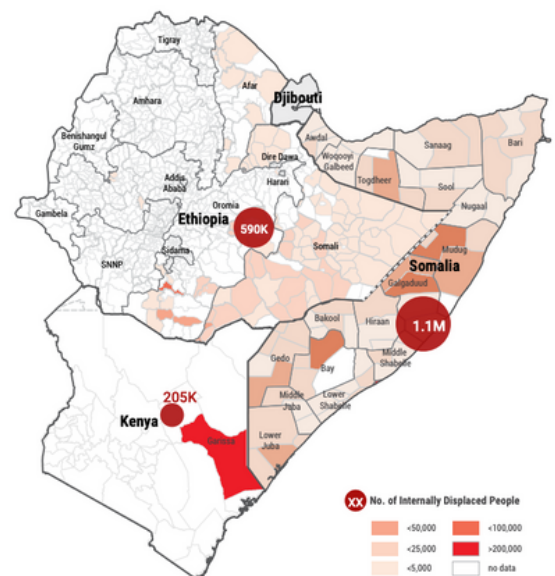 Tigray
Afar
Amhara
Djibouti
Benishangul
Gumz
Awdal
Sanaag
Bari
Dire Dawa
Woqooyi
Galbeed
Addis
Ababa
Harari
Togdheer
Sool
Oromia
Nugaal
Gambela
Ethiopia
590K
Sidama
Somali
Mudug
SNNP
Somalia
Galgaduud
Bakool
Hiraan
1.1M
Gedo
Bay
Middle
Shabelle
205K
Middle
Juba
Lower
Shabelle
Kenya
Garissa
Lower
Juba
XX No. of Internally Displaced People
<50,000 <100,000
<25,000 >200,000
<5,000 no data